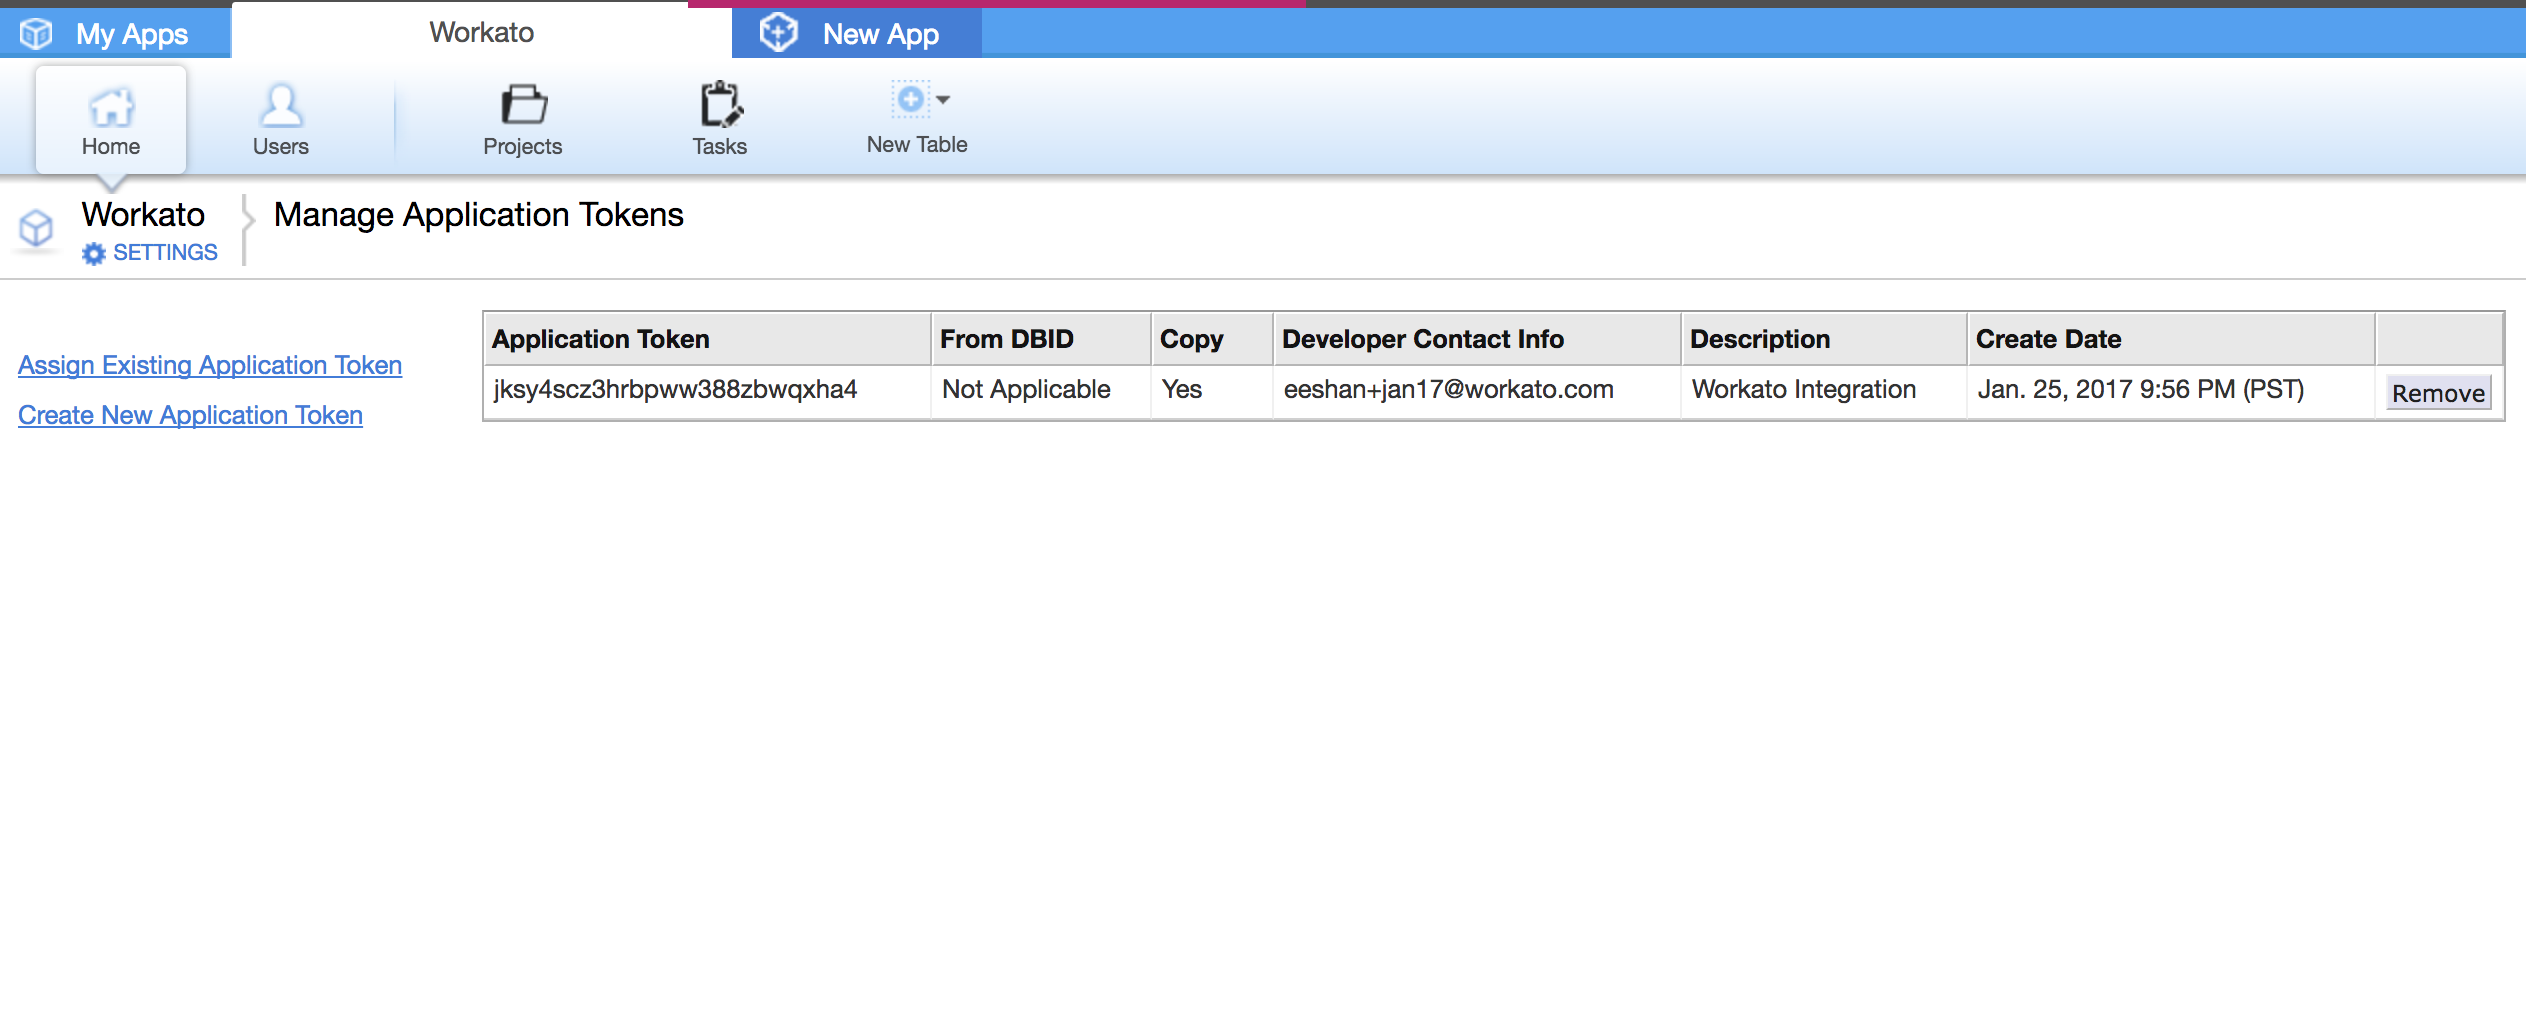 My Apps
Workato
New App
Home
Users
Projects
Tasks
New Table
Workato
SETTINGS
Manage Application Tokens
Assign Existing Application Token
Create New Application Token
Application Token From DBID Copy Developer Contact Info Description Create Date
jksy4scz3hrbpww388zbwqxha4 Not Applicable Yes eeshan+jan17@workato.com Workato Integration Jan. 25, 2017 9:56 PM (PST) Remove